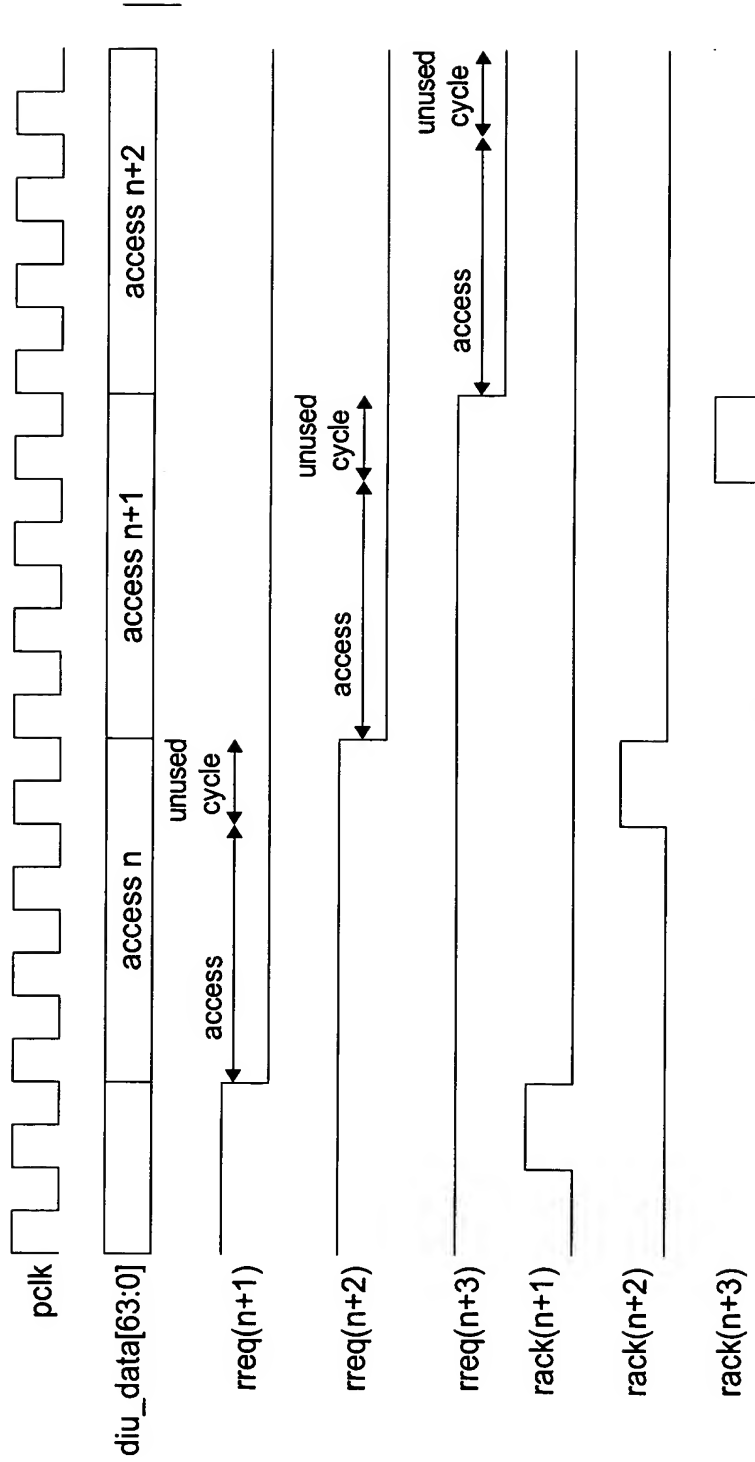 pclk
diu_data[63:0]
access n
access n+1
access n+2
rreq(n+1)
access
unused
cycle
rreq(n+2)
access
unused
cycle
rreq(n+3)
access
unused
cycle
rack(n+1)
rack(n+2)
rack(n+3)